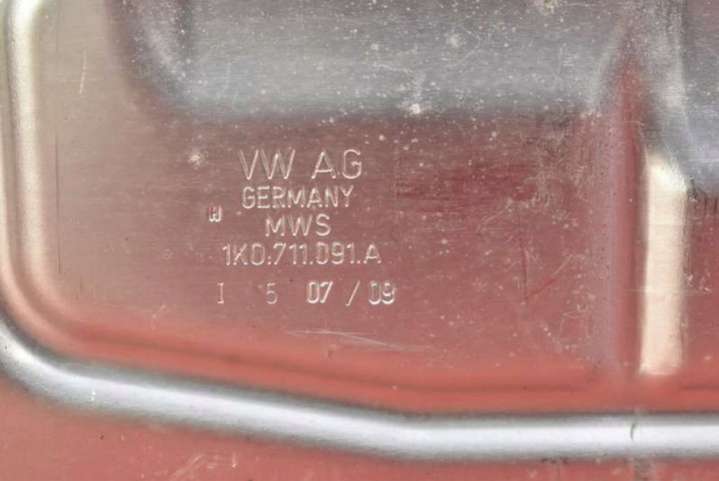 VW AG
GERMANY
H
MWS
1K0.711.091.A
I 5 07 / 09